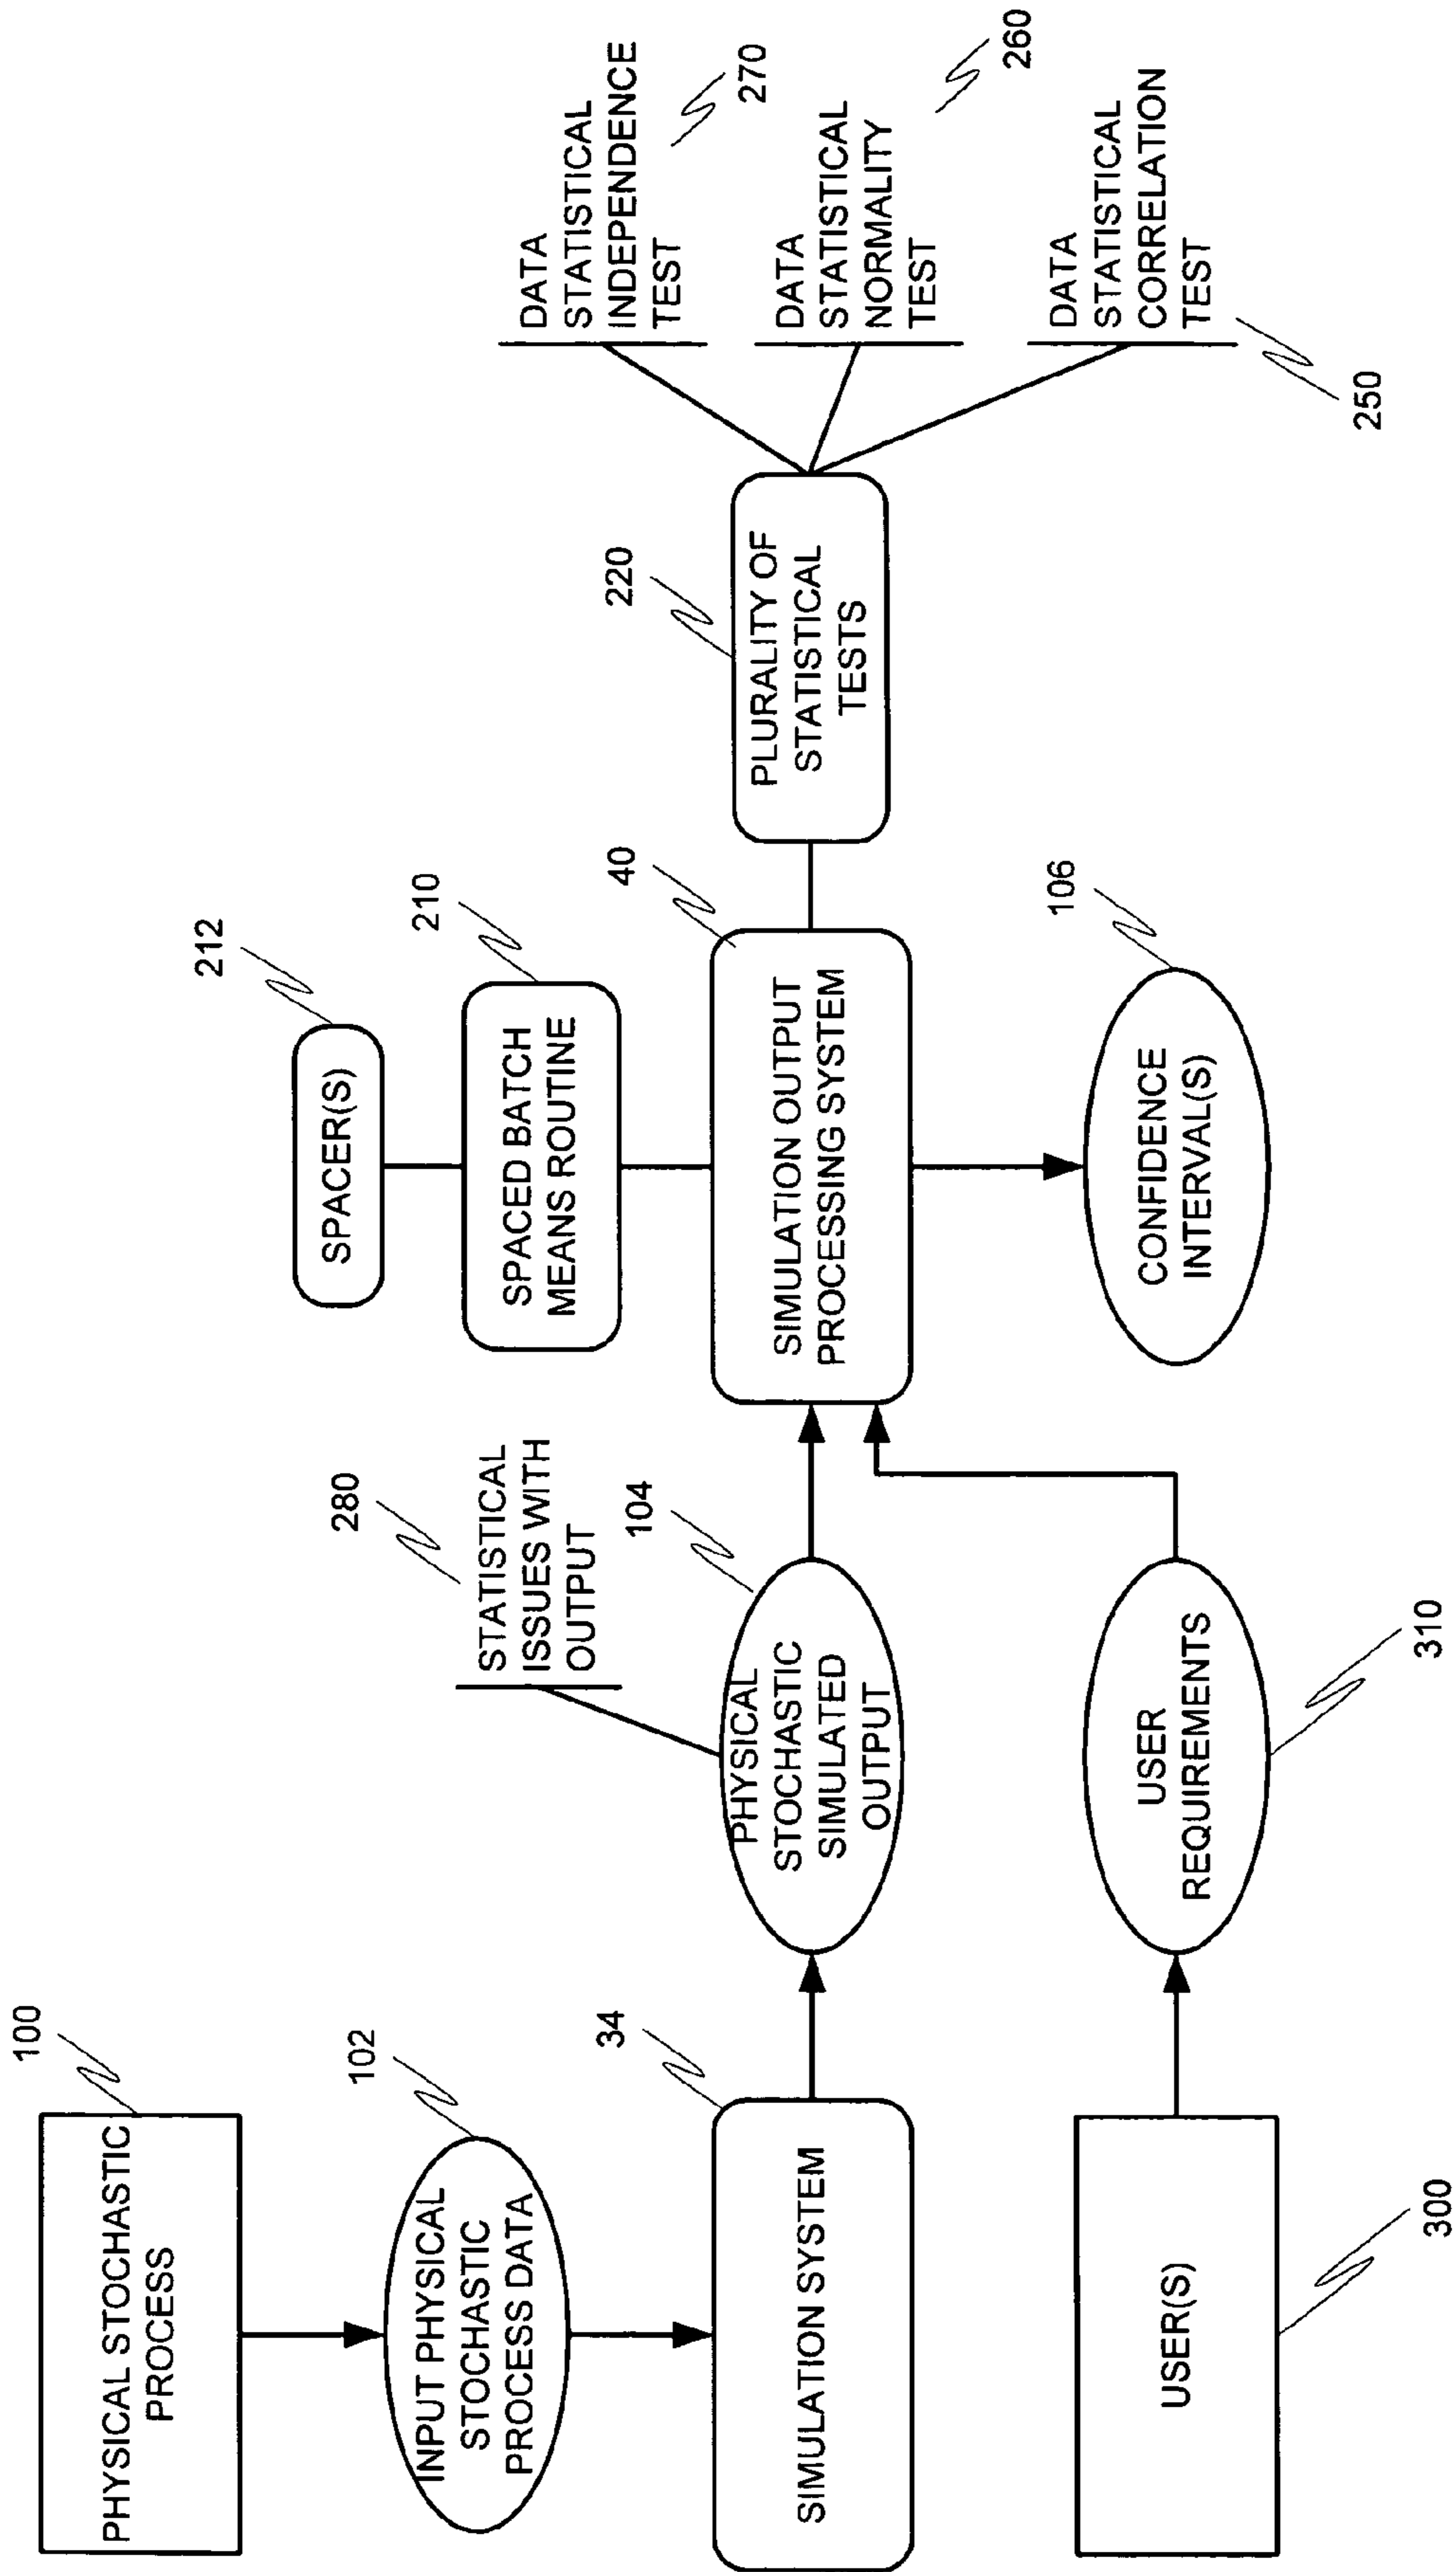 100
PHYSICAL STOCHASTIC
PROCESS
102
INPUT PHYSICAL
STOCHASTIC
PROCESS DATA
34
SIMULATION SYSTEM
300
USER(S)
280
STATISTICAL
ISSUES WITH
OUTPUT
104
PHYSICAL
STOCHASTIC
SIMULATED
OUTPUT
310
USER
REQUIREMENTS
212
SPACER(S)
210
SPACED BATCH
MEANS ROUTINE
40
SIMULATION OUTPUT
PROCESSING SYSTEM
106
CONFIDENCE
INTERVAL(S)
220
PLURALITY OF
STATISTICAL
TESTS
DATA
STATISTICAL
INDEPENDENCE
TEST
270
DATA
STATISTICAL
NORMALITY
TEST
260
DATA
STATISTICAL
CORRELATION
TEST
250